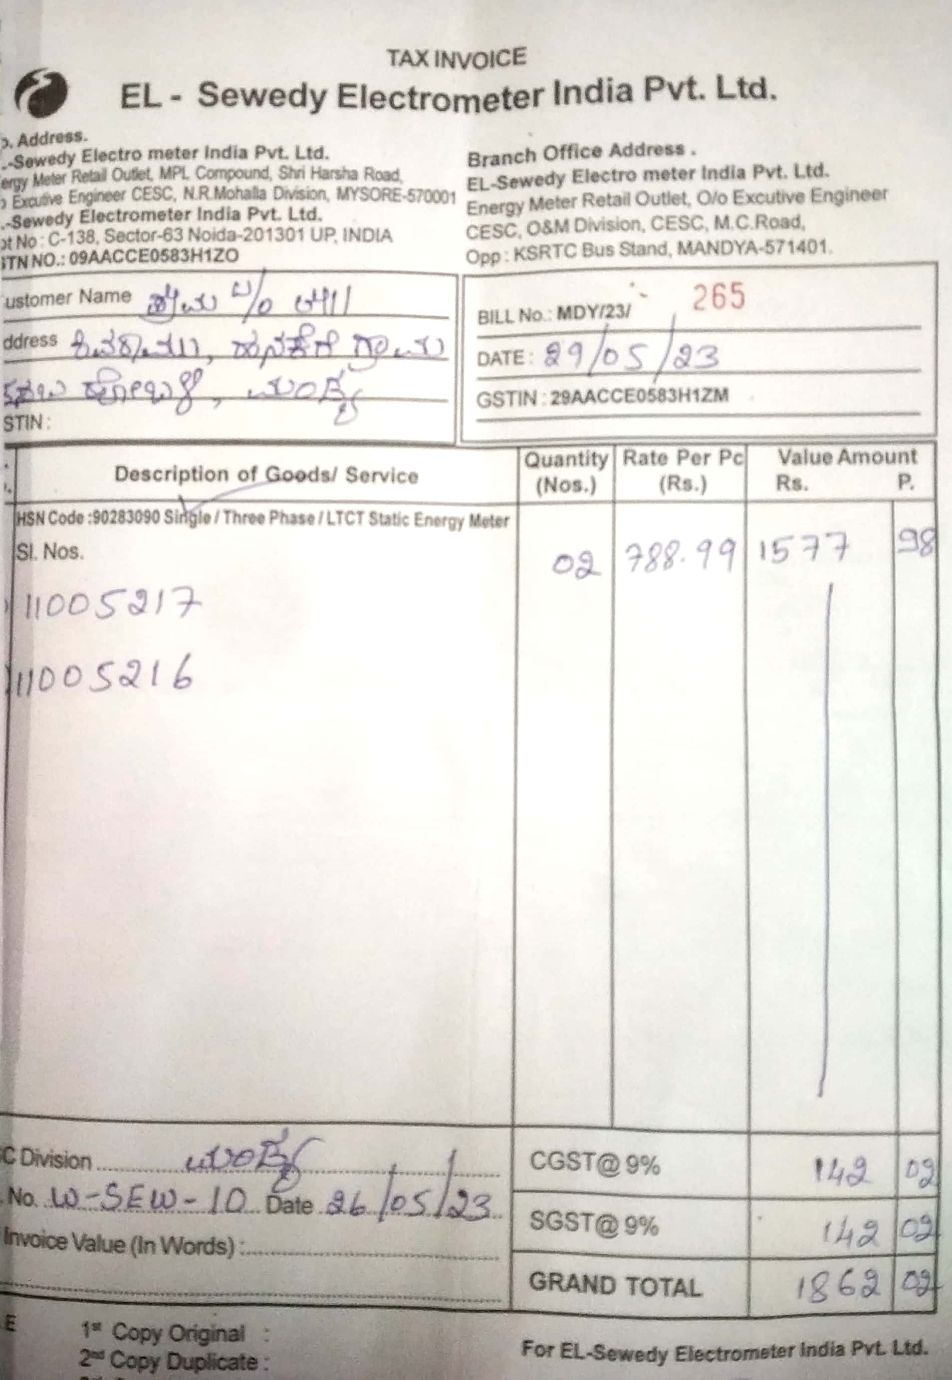 TAX INVOICE
EL - Sewedy Electrometer India Pvt. Ltd.
Address.
-Sewedy Electro meter India Pvt. Ltd.
ergy Meter Retail Outlet, MPL Compound, Shri Harsha Road,
Excutive Engineer CESC, N.R.Mohalla Division, MYSORE-570001
-Sewedy Electrometer India Pvt. Ltd.
ot No : C-138, Sector-63 Noida-201301 UP, INDIA
STN NO.: 09AACCE0583H1ZO
Branch Office Address .
EL-Sewedy Electro meter India Pvt. Ltd.
Energy Meter Retail Outlet, O/o Excutive Engineer
CESC, O&M Division, CESC, M.C.Road,
Opp : KSRTC Bus Stand, MANDYA-571401.
ustomer Name
ddress
ಮಂಡ್ಯ
STIN :
BILL No.: MDY/23/ 265
DATE : 29/05/23
GSTIN : 29AACCE0583H1ZM
Description of Goods/ Service Quantity (Nos.) Rate Per Pc (Rs.) Value Amount Rs. P.
HSN Code :90283090 Single / Three Phase / LTCT Static Energy Meter
Sl. Nos. 02 788.99 1577 98
11005217
11005216
C Division ಮಂಡ್ಯ
No. W-SEW-10 Date 26/05/23
Invoice Value (In Words) :
CGST@ 9% 142 02
SGST@ 9% 142 02
GRAND TOTAL 1862 02
E
1st Copy Original :
2nd Copy Duplicate :
For EL-Sewedy Electrometer India Pvt. Ltd.